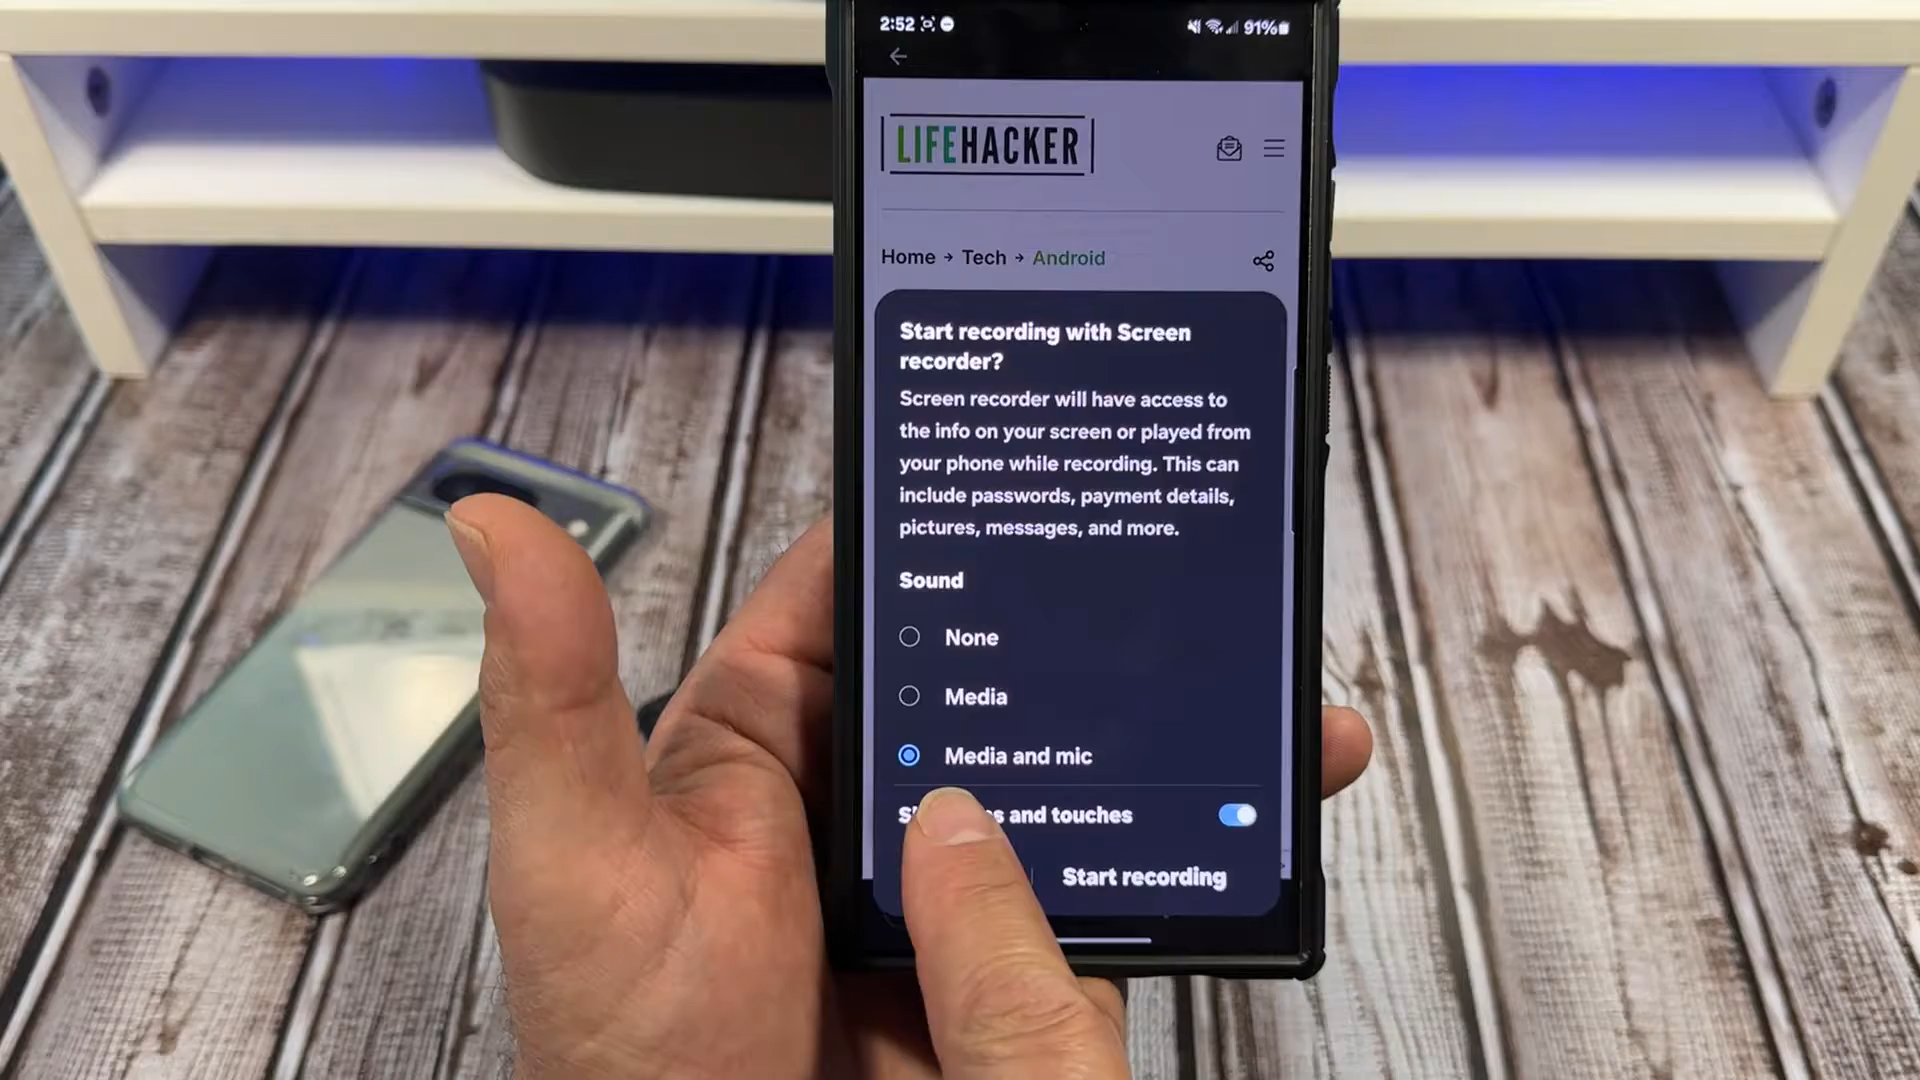 2:52 91%
LIFEHACKER
Home → Tech → Android
Start recording with Screen
recorder?
Screen recorder will have access to
the info on your screen or played from
your phone while recording. This can
include passwords, payment details,
pictures, messages, and more.
Sound
None
Media
Media and mic
and touches
Start recording